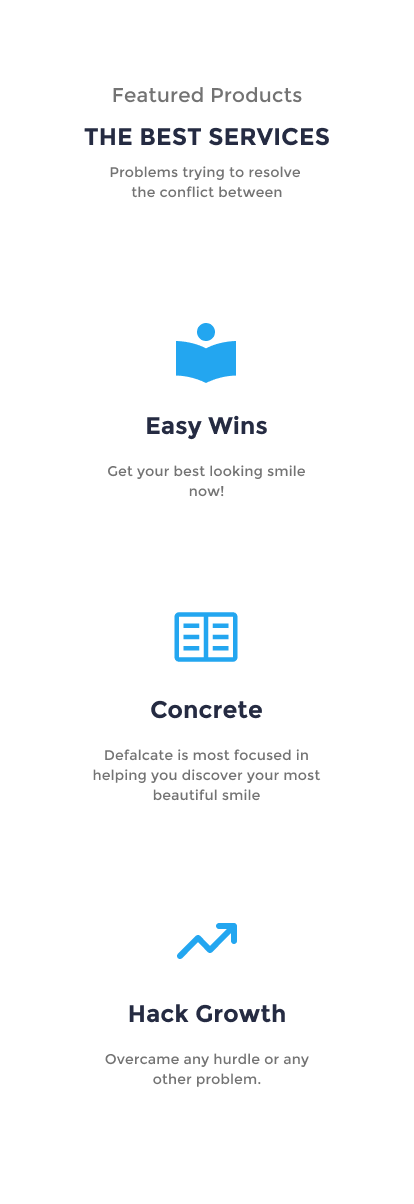 Featured Products
THE BEST SERVICES
Problems trying to resolve
the conflict between
Easy Wins
Get your best looking smile
now!
Concrete
Defalcate is most focused in
helping you discover your most
beautiful smile
Hack Growth
Overcame any hurdle or any
other problem.